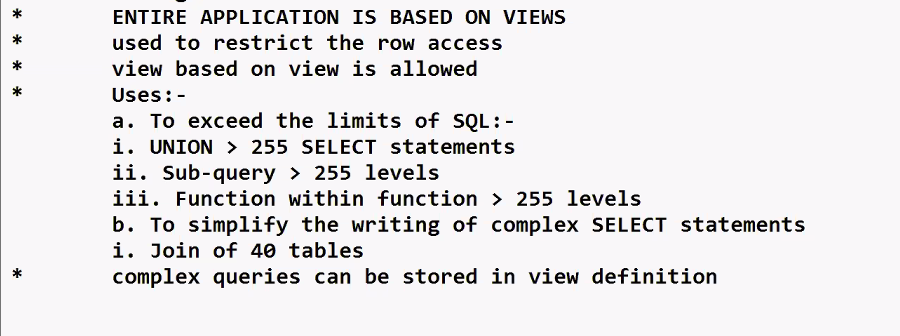 * ENTIRE APPLICATION IS BASED ON VIEWS
* used to restrict the row access
* view based on view is allowed
* Uses:-
a. To exceed the limits of SQL:-
i. UNION > 255 SELECT statements
ii. Sub-query > 255 levels
iii. Function within function > 255 levels
b. To simplify the writing of complex SELECT statements
i. Join of 40 tables
* complex queries can be stored in view definition